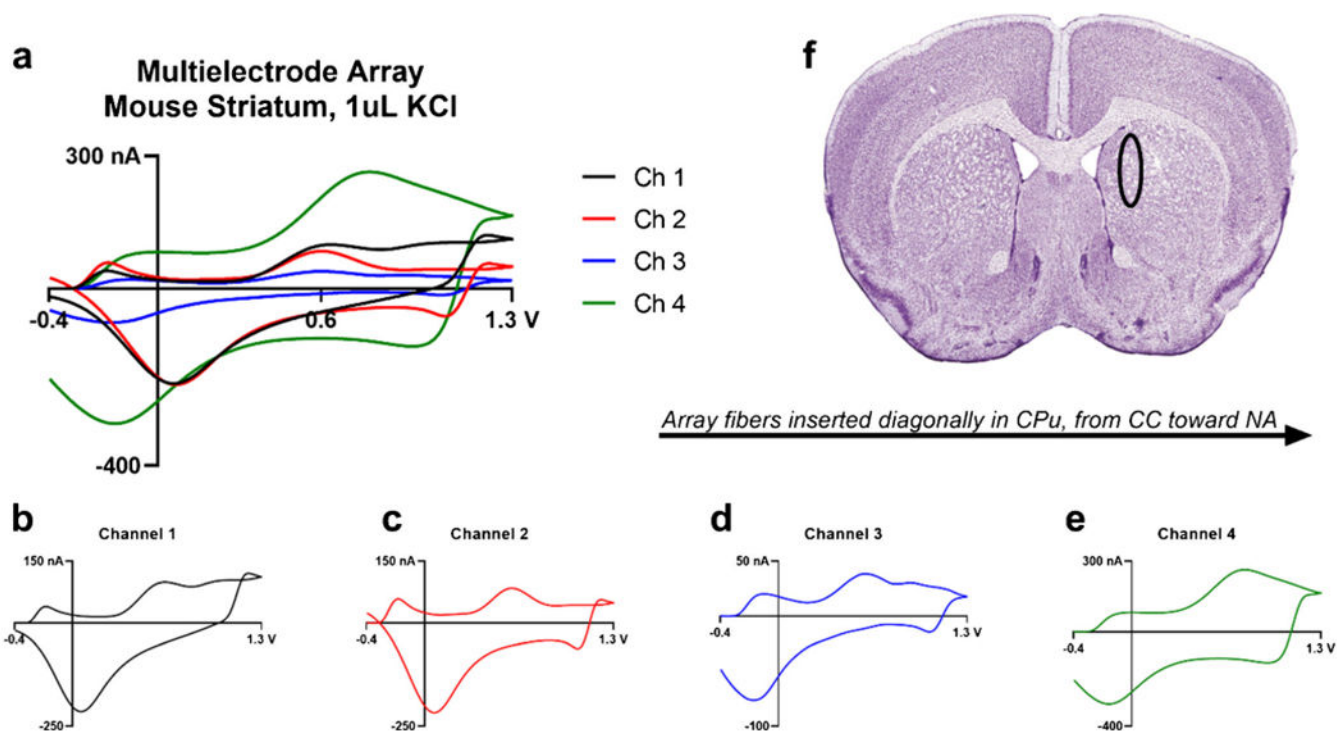 a
Multielectrode Array
Mouse Striatum, 1uL KCl
300 nA
-0.4
0.6
1.3 V
-400
Ch 1
Ch 2
Ch 3
Ch 4
f
Array fibers inserted diagonally in CPu, from CC toward NA
b
Channel 1
150 nA
-0.4
1.3 V
-250
c
Channel 2
150 nA
-0.4
1.3 V
-250
d
Channel 3
50 nA
-0.4
1.3 V
-100
e
Channel 4
300 nA
-0.4
1.3 V
-400